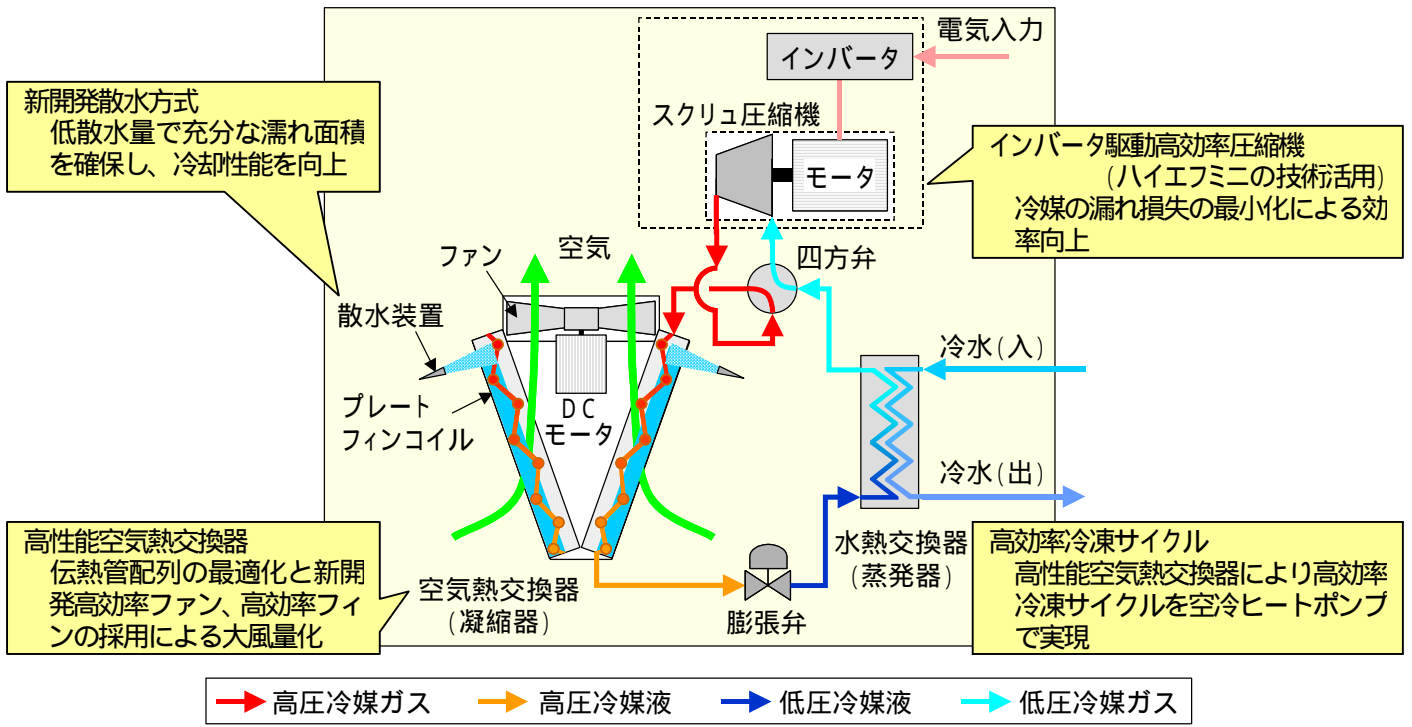 電気入力
インバータ
新開発散水方式
低散水量で充分な濡れ面積
を確保し、冷却性能を向上
スクリュ圧縮機
モータ
インバータ駆動高効率圧縮機
(ハイエフミニの技術活用)
冷媒の漏れ損失の最小化による効
率向上
ファン
空気
四方弁
散水装置
冷水(入)
プレート
フィンコイル
DC
モータ
冷水(出)
高性能空気熱交換器
伝熱管配列の最適化と新開
発高効率ファン、高効率フィ
ンの採用による大風量化
空気熱交換器
(凝縮器)
膨張弁
水熱交換器
(蒸発器)
高効率冷凍サイクル
高性能空気熱交換器により高効率
冷凍サイクルを空冷ヒートポンプ
で実現
高圧冷媒ガス
高圧冷媒液
低圧冷媒液
低圧冷媒ガス